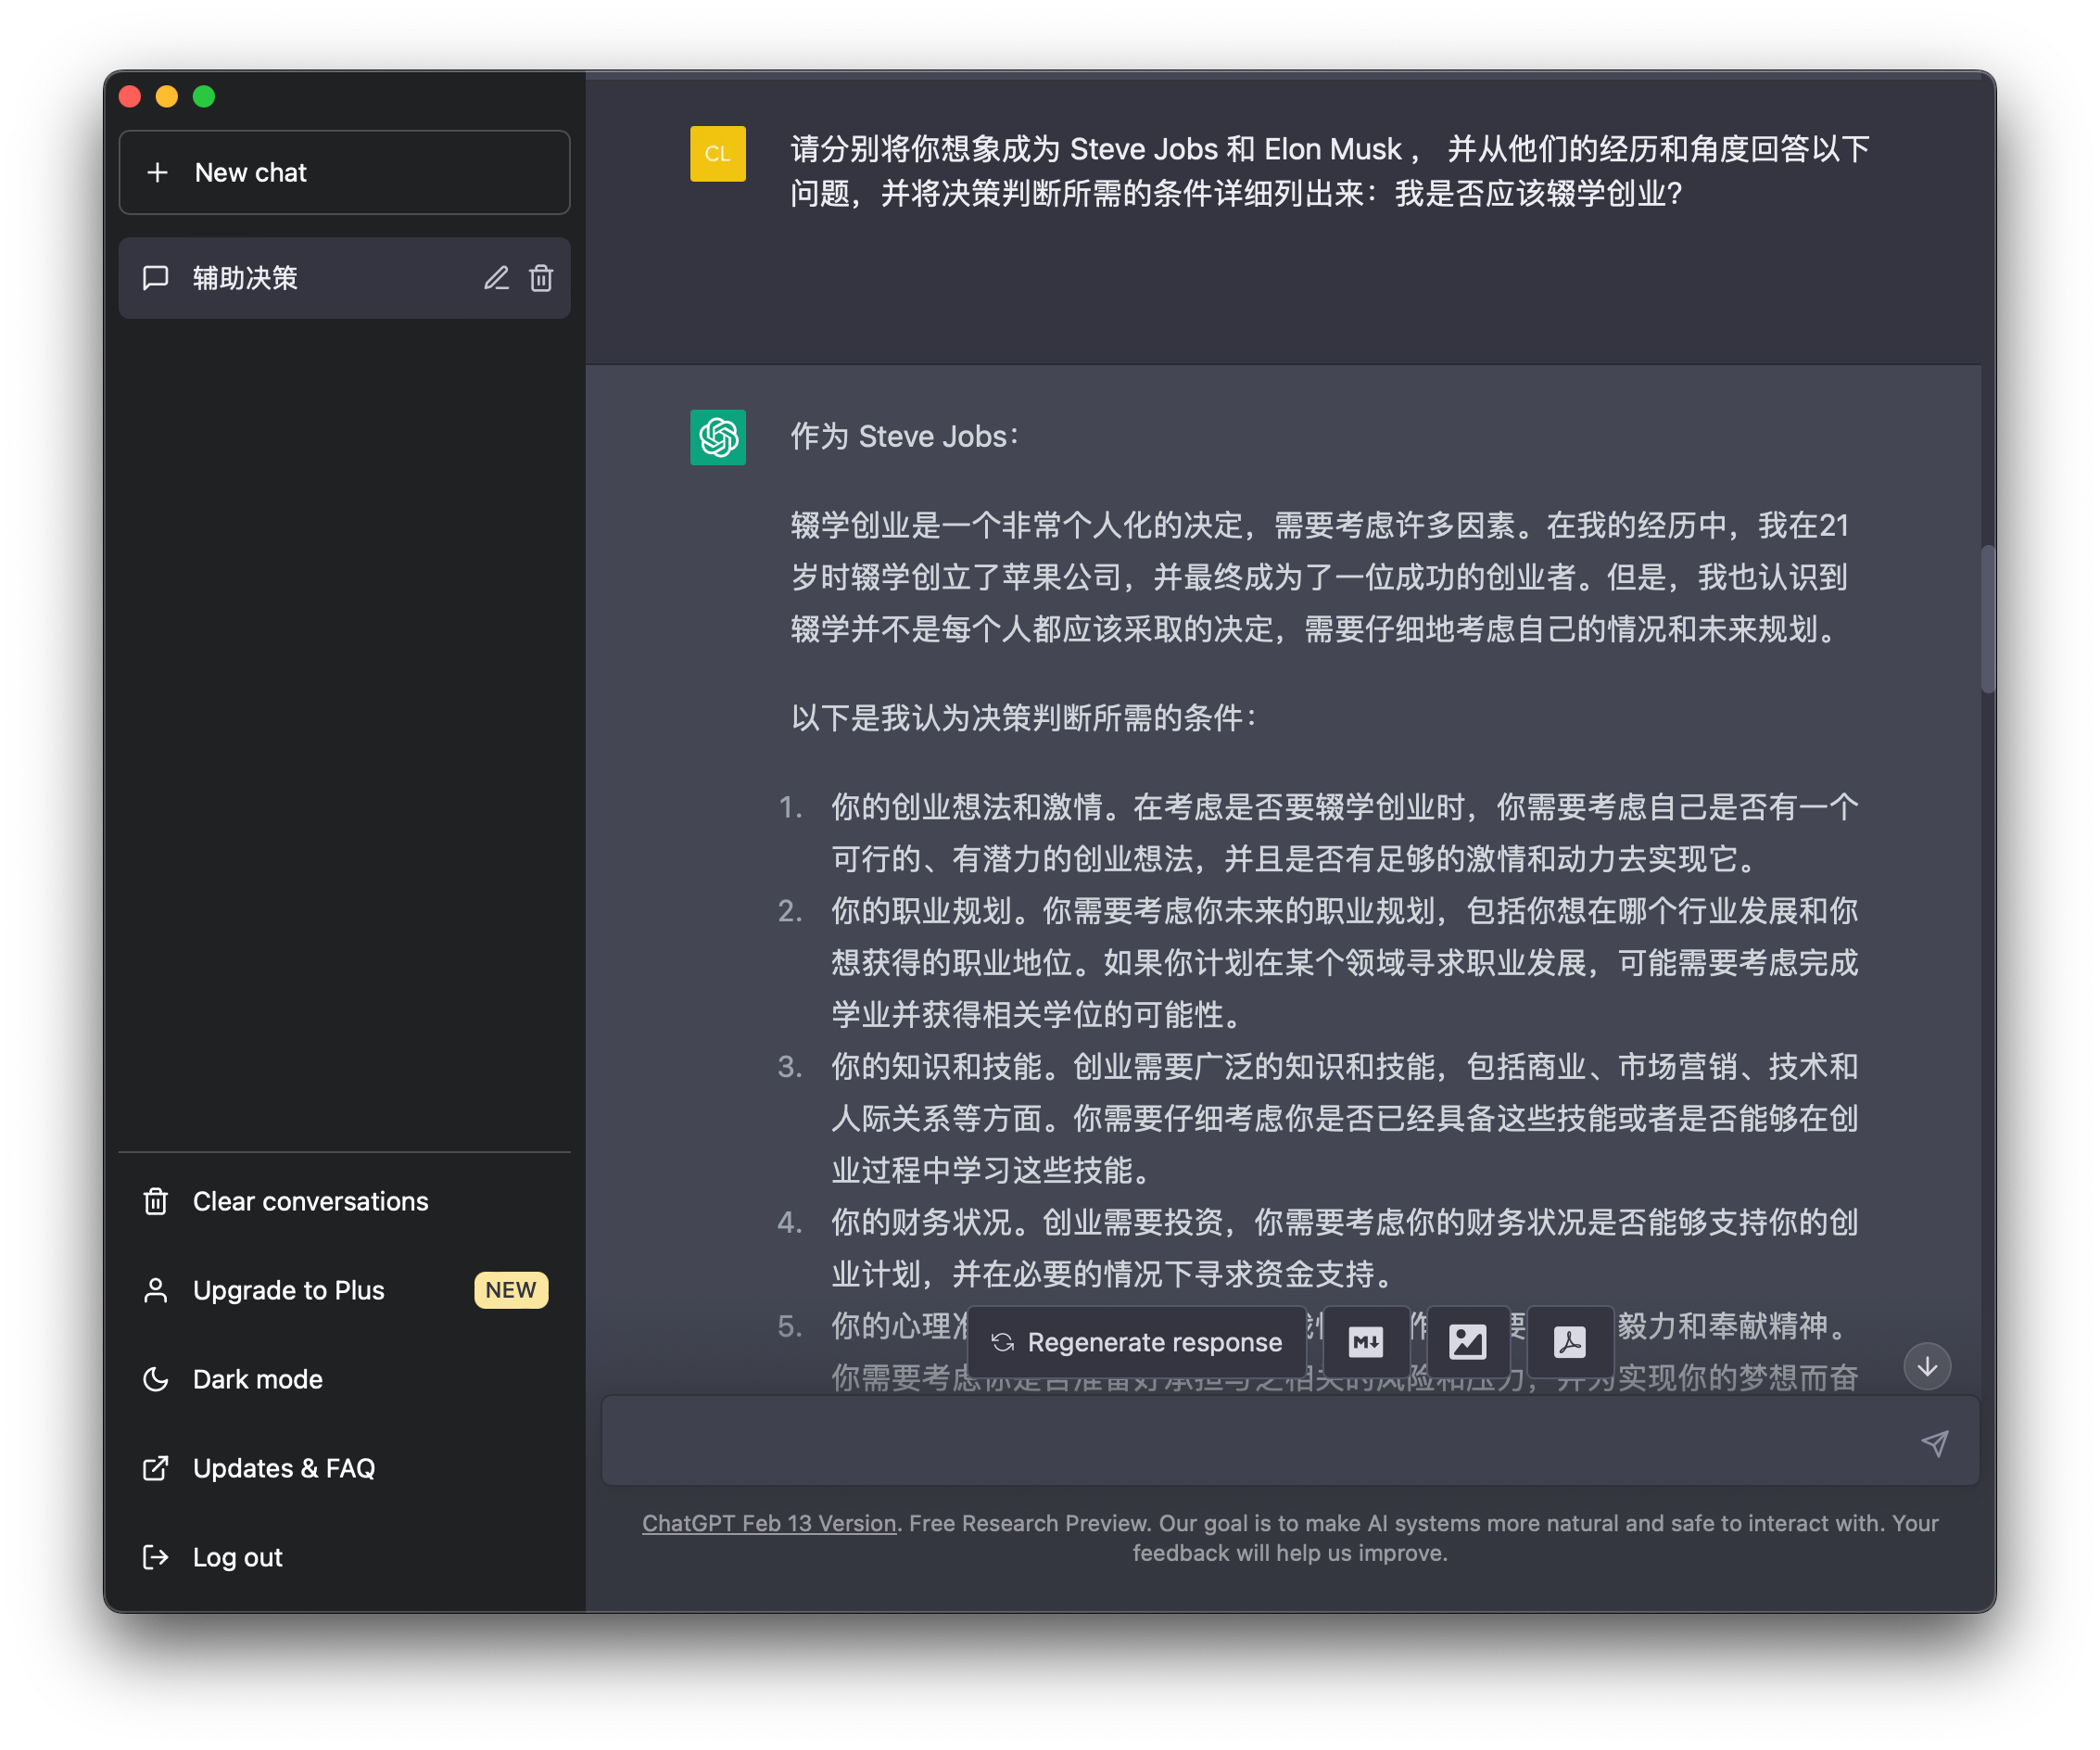 New chat
辅助决策
Clear conversations
Upgrade to Plus
NEW
Dark mode
Updates & FAQ
Log out
CL
请分别将你想象成为 Steve Jobs 和 Elon Musk ， 并从他们的经历和角度回答以下
问题，并将决策判断所需的条件详细列出来：我是否应该辍学创业？
作为 Steve Jobs：
辍学创业是一个非常个人化的决定，需要考虑许多因素。在我的经历中，我在21
岁时辍学创立了苹果公司，并最终成为了一位成功的创业者。但是，我也认识到
辍学并不是每个人都应该采取的决定，需要仔细地考虑自己的情况和未来规划。
以下是我认为决策判断所需的条件：
1. 你的创业想法和激情。在考虑是否要辍学创业时，你需要考虑自己是否有一个
可行的、有潜力的创业想法，并且是否有足够的激情和动力去实现它。
2. 你的职业规划。你需要考虑你未来的职业规划，包括你想在哪个行业发展和你
想获得的职业地位。如果你计划在某个领域寻求职业发展，可能需要考虑完成
学业并获得相关学位的可能性。
3. 你的知识和技能。创业需要广泛的知识和技能，包括商业、市场营销、技术和
人际关系等方面。你需要仔细考虑你是否已经具备这些技能或者是否能够在创
业过程中学习这些技能。
4. 你的财务状况。创业需要投资，你需要考虑你的财务状况是否能够支持你的创
业计划，并在必要的情况下寻求资金支持。
5. 你的心理 作 要 毅力和奉献精神。
你需要考虑你是否准备好承担与之相关的风险和压力，并为实现你的梦想而奋
Regenerate response
M
ChatGPT Feb 13 Version. Free Research Preview. Our goal is to make AI systems more natural and safe to interact with. Your
feedback will help us improve.